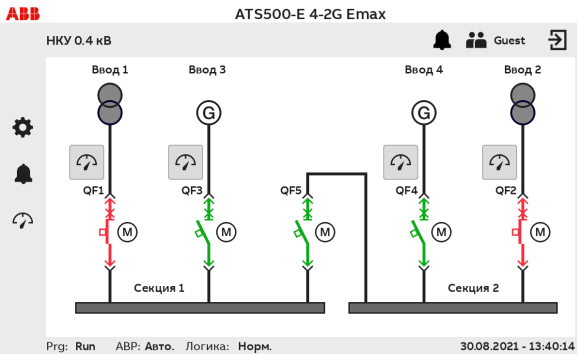 ABB
ATS500-E 4-2G Emax
НКУ 0.4 кВ
Guest
Ввод 1
Ввод 3
Ввод 4
Ввод 2
G
G
QF1
QF3
QF5
QF4
QF2
M
M
M
M
M
Секция 1
Секция 2
Prg: Run АВР: Авто. Логика: Норм. 30.08.2021 - 13:40:14